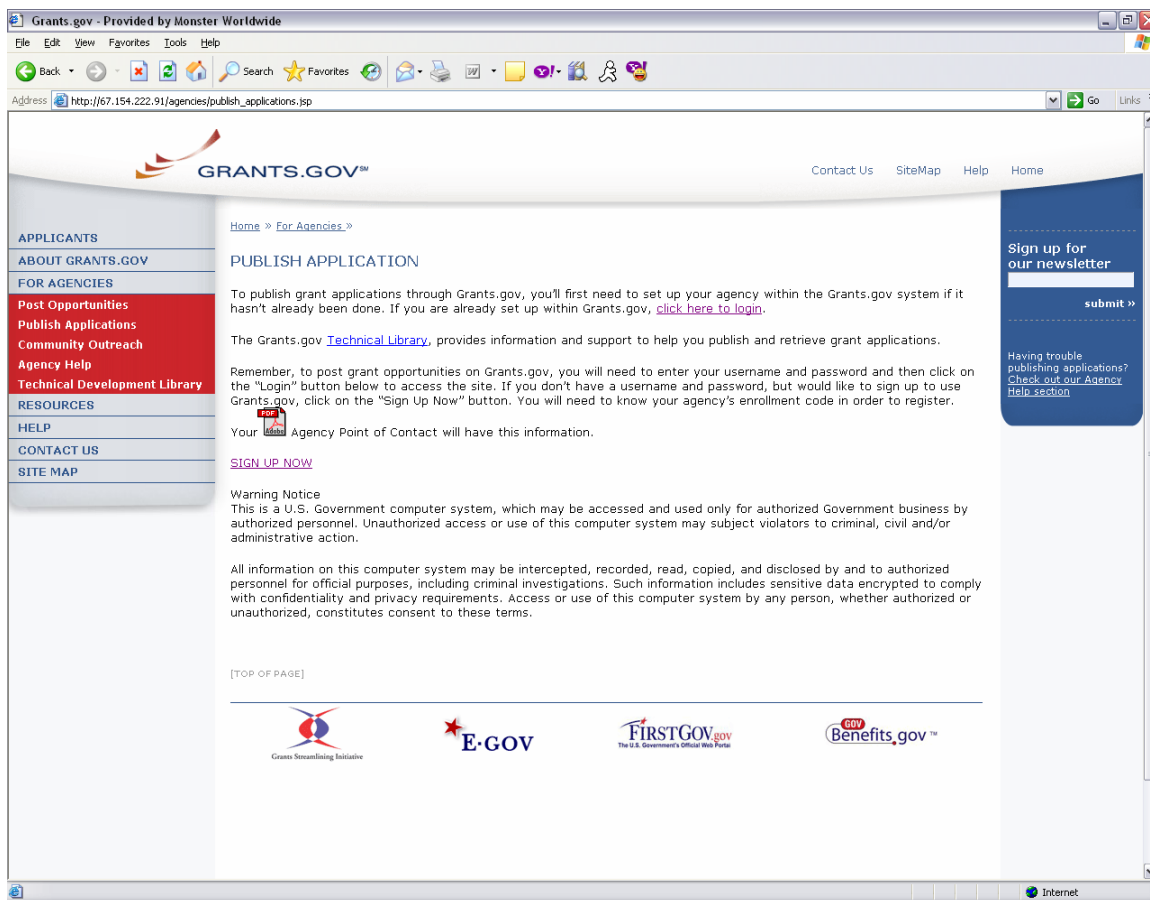 Grants.gov - Provided by Monster Worldwide
File Edit View Favorites Tools Help
Back Search Favorites
Address http://67.154.222.91/agencies/publish_applications.jsp Go Links
GRANTS.GOV℠
Contact Us SiteMap Help Home
APPLICANTS
ABOUT GRANTS.GOV
FOR AGENCIES
Post Opportunities
Publish Applications
Community Outreach
Agency Help
Technical Development Library
RESOURCES
HELP
CONTACT US
SITE MAP
Home » For Agencies »
PUBLISH APPLICATION
To publish grant applications through Grants.gov, you'll first need to set up your agency within the Grants.gov system if it
hasn't already been done. If you are already set up within Grants.gov, click here to login.
The Grants.gov Technical Library, provides information and support to help you publish and retrieve grant applications.
Remember, to post grant opportunities on Grants.gov, you will need to enter your username and password and then click on
the "Login" button below to access the site. If you don't have a username and password, but would like to sign up to use
Grants.gov, click on the "Sign Up Now" button. You will need to know your agency's enrollment code in order to register.
Your PDF Adobe Agency Point of Contact will have this information.
SIGN UP NOW
Warning Notice
This is a U.S. Government computer system, which may be accessed and used only for authorized Government business by
authorized personnel. Unauthorized access or use of this computer system may subject violators to criminal, civil and/or
administrative action.
All information on this computer system may be intercepted, recorded, read, copied, and disclosed by and to authorized
personnel for official purposes, including criminal investigations. Such information includes sensitive data encrypted to comply
with confidentiality and privacy requirements. Access or use of this computer system by any person, whether authorized or
unauthorized, constitutes consent to these terms.
[TOP OF PAGE]
Sign up for
our newsletter
submit »
Having trouble
publishing applications?
Check out our Agency
Help section
Grants Streamlining Initiative
E·GOV
FIRSTGOV.gov
The U.S. Government's Official Web Portal
GOV
Benefits.gov ™
Internet